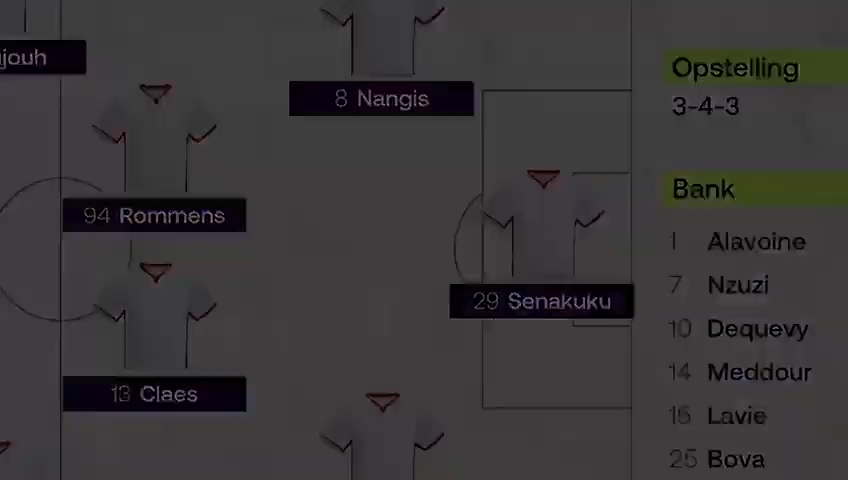 jouh
8 Nangis
94 Rommens
29 Senakuku
13 Claes
Opstelling
3-4-3
Bank
1 Alavoine
7 Nzuzi
10 Dequevy
14 Meddour
15 Lavie
25 Bova